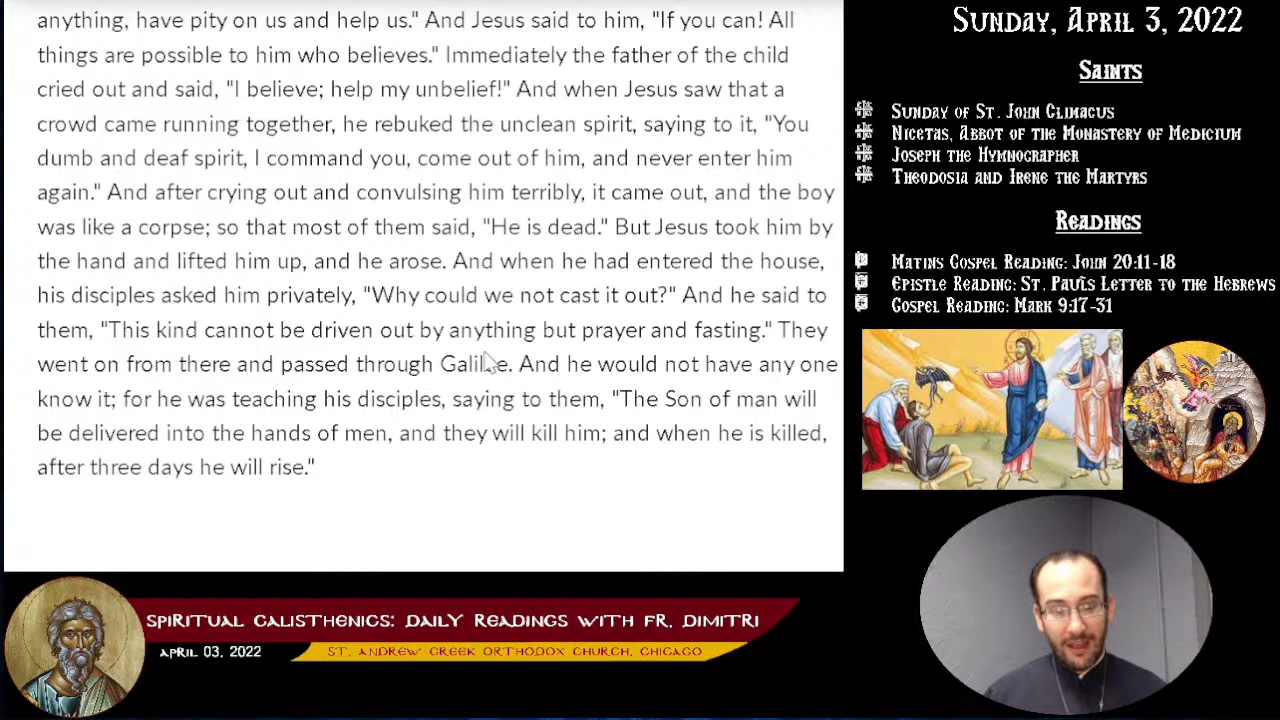 anything, have pity on us and help us." And Jesus said to him, "If you can! All
things are possible to him who believes." Immediately the father of the child
cried out and said, "I believe; help my unbelief!" And when Jesus saw that a
crowd came running together, he rebuked the unclean spirit, saying to it, "You
dumb and deaf spirit, I command you, come out of him, and never enter him
again." And after crying out and convulsing him terribly, it came out, and the boy
was like a corpse; so that most of them said, "He is dead." But Jesus took him by
the hand and lifted him up, and he arose. And when he had entered the house,
his disciples asked him privately, "Why could we not cast it out?" And he said to
them, "This kind cannot be driven out by anything but prayer and fasting." They
went on from there and passed through Galilee. And he would not have any one
know it; for he was teaching his disciples, saying to them, "The Son of man will
be delivered into the hands of men, and they will kill him; and when he is killed,
after three days he will rise."
Sunday, April 3, 2022
Saints
Sunday of St. John Climacus
Nicetas, Abbot of the Monastery of Medicium
Joseph the Hymnographer
Theodosia and Irene the Martyrs
Readings
Matins Gospel Reading: John 20:11-18
Epistle Reading: St. Paul's Letter to the Hebrews
Gospel Reading: Mark 9:17-31
Spiritual Calisthenics: Daily Readings with Fr. Dimitri
April 03, 2022
St. Andrew Greek Orthodox Church, Chicago